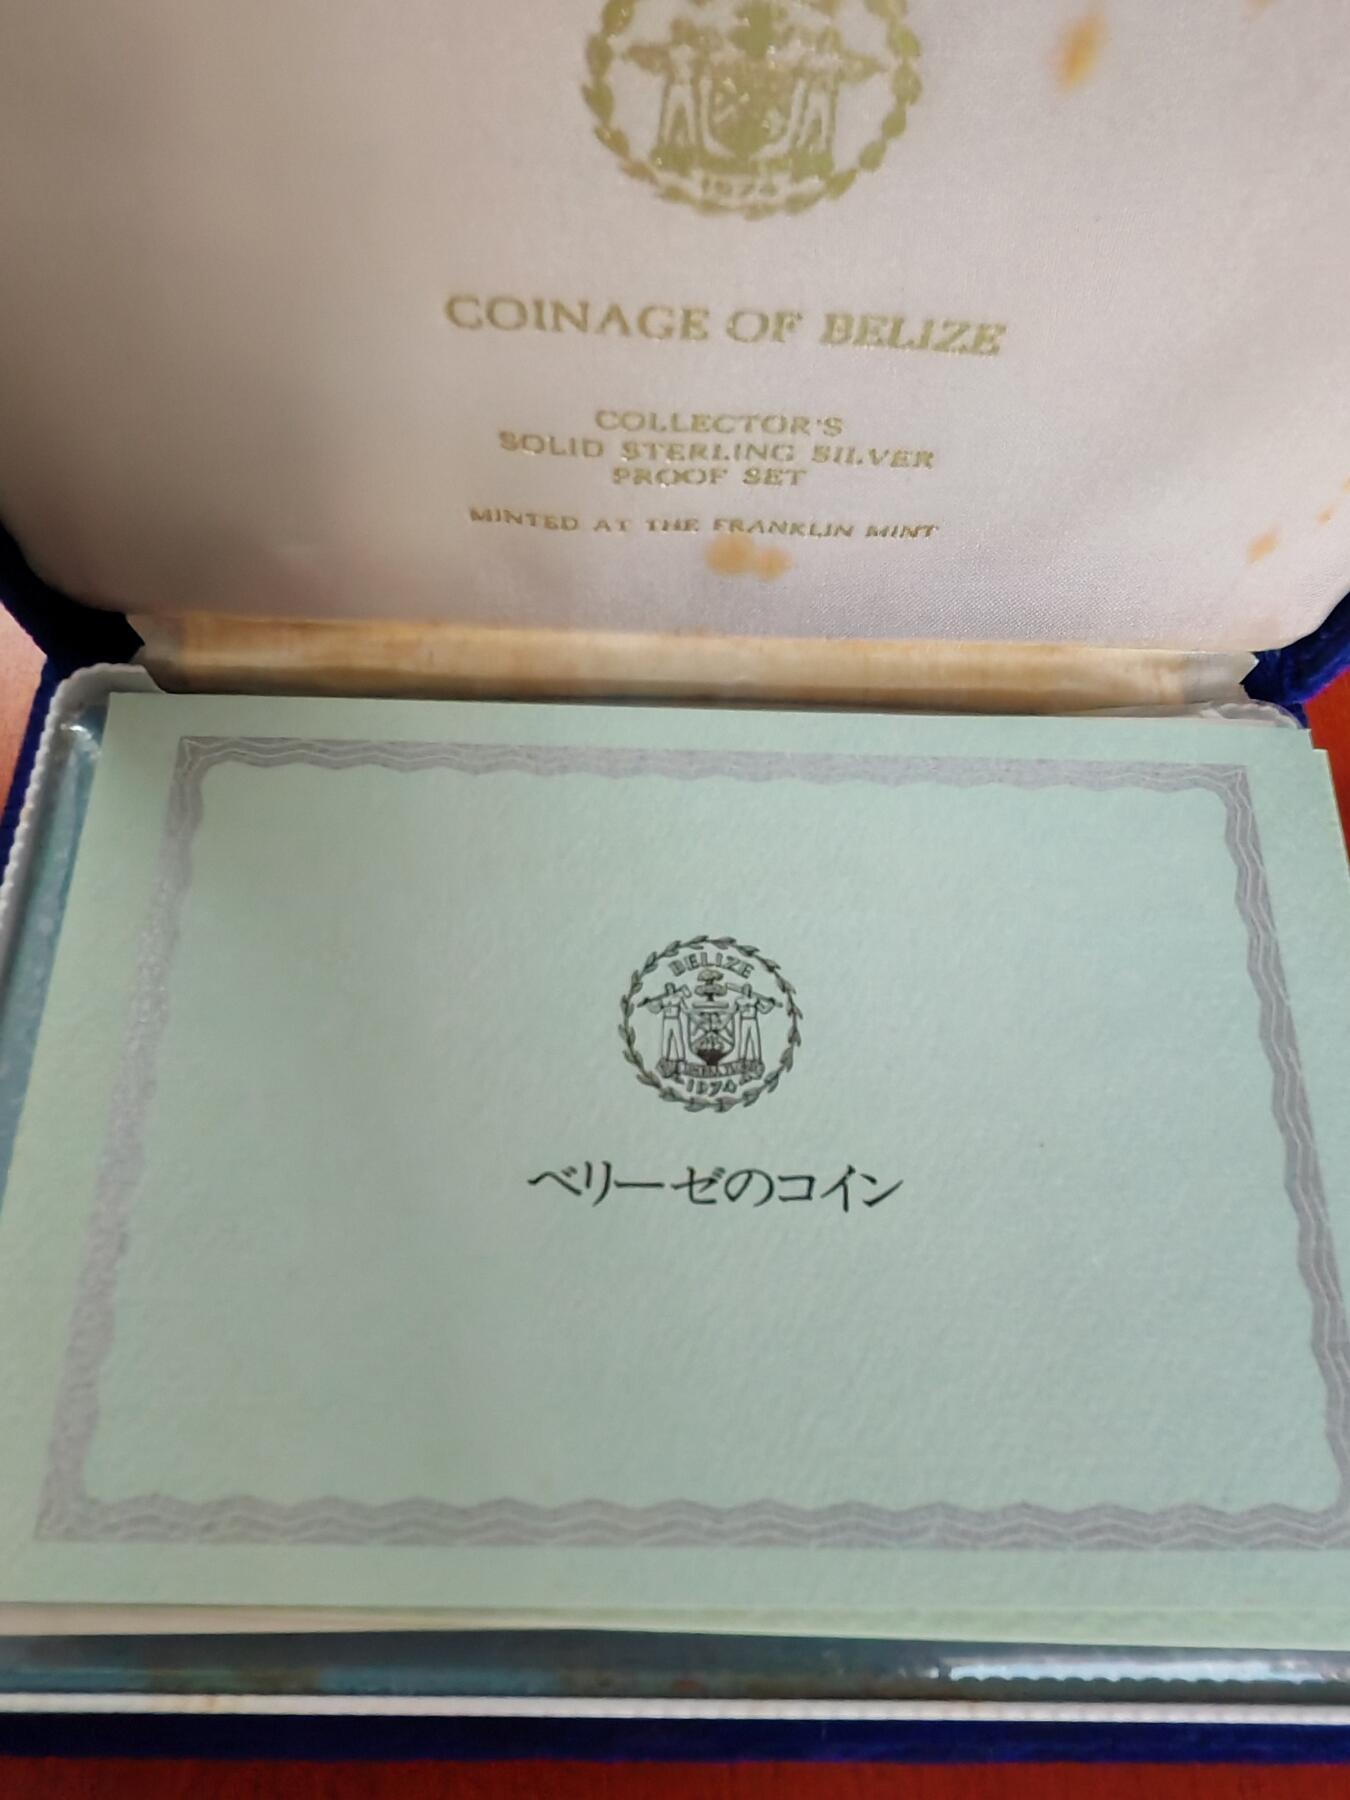 1974
COINAGE OF BELIZE
COLLECTOR'S
SOLID STERLING SILVER
PROOF SET
MINTED AT THE FRANKLIN MINT
BELIZE
1974
ベリーゼのコイン